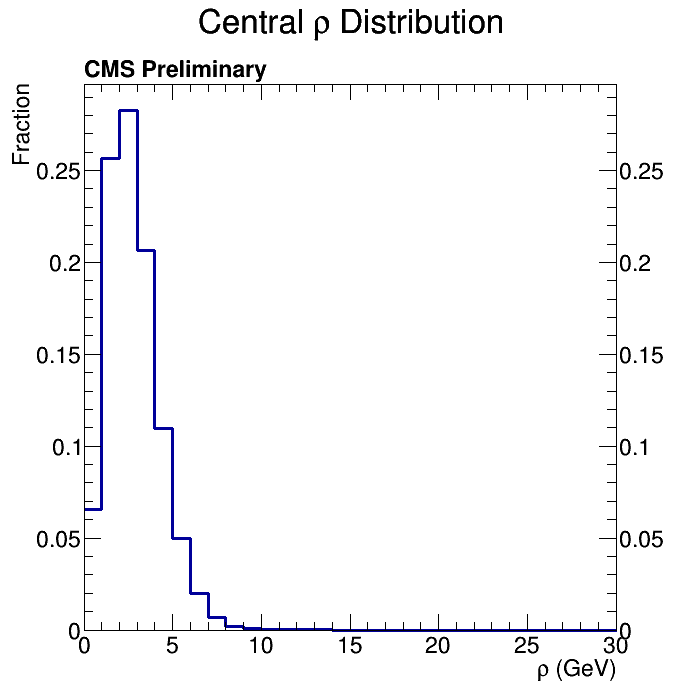 Central ρ Distribution
CMS Preliminary
Fraction
0.25 0.25
0.2 0.2
0.15 0.15
0.1 0.1
0.05 0.05
0 0
0 5 10 15 20 25 30
ρ (GeV)